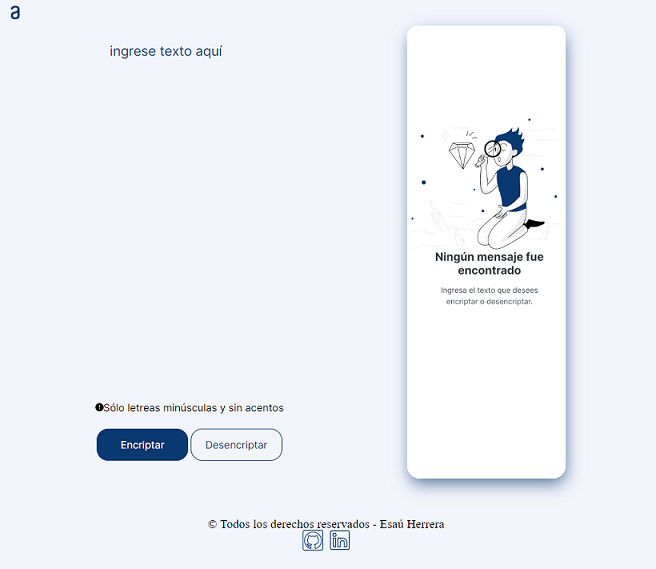 a
ingrese texto aquí
Ningún mensaje fue
encontrado
Ingresa el texto que desees
encriptar o desencriptar.
Sólo letreas minúsculas y sin acentos
Encriptar
Desencriptar
© Todos los derechos reservados - Esaú Herrera
in